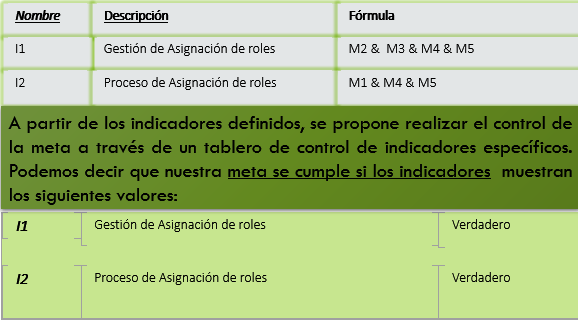 Nombre Descripción Fórmula
I1 Gestión de Asignación de roles M2 & M3 & M4 & M5
I2 Proceso de Asignación de roles M1 & M4 & M5
A partir de los indicadores definidos, se propone realizar el control de
la meta a través de un tablero de control de indicadores específicos.
Podemos decir que nuestra meta se cumple si los indicadores muestran
los siguientes valores:
I1 Gestión de Asignación de roles Verdadero
I2 Proceso de Asignación de roles Verdadero